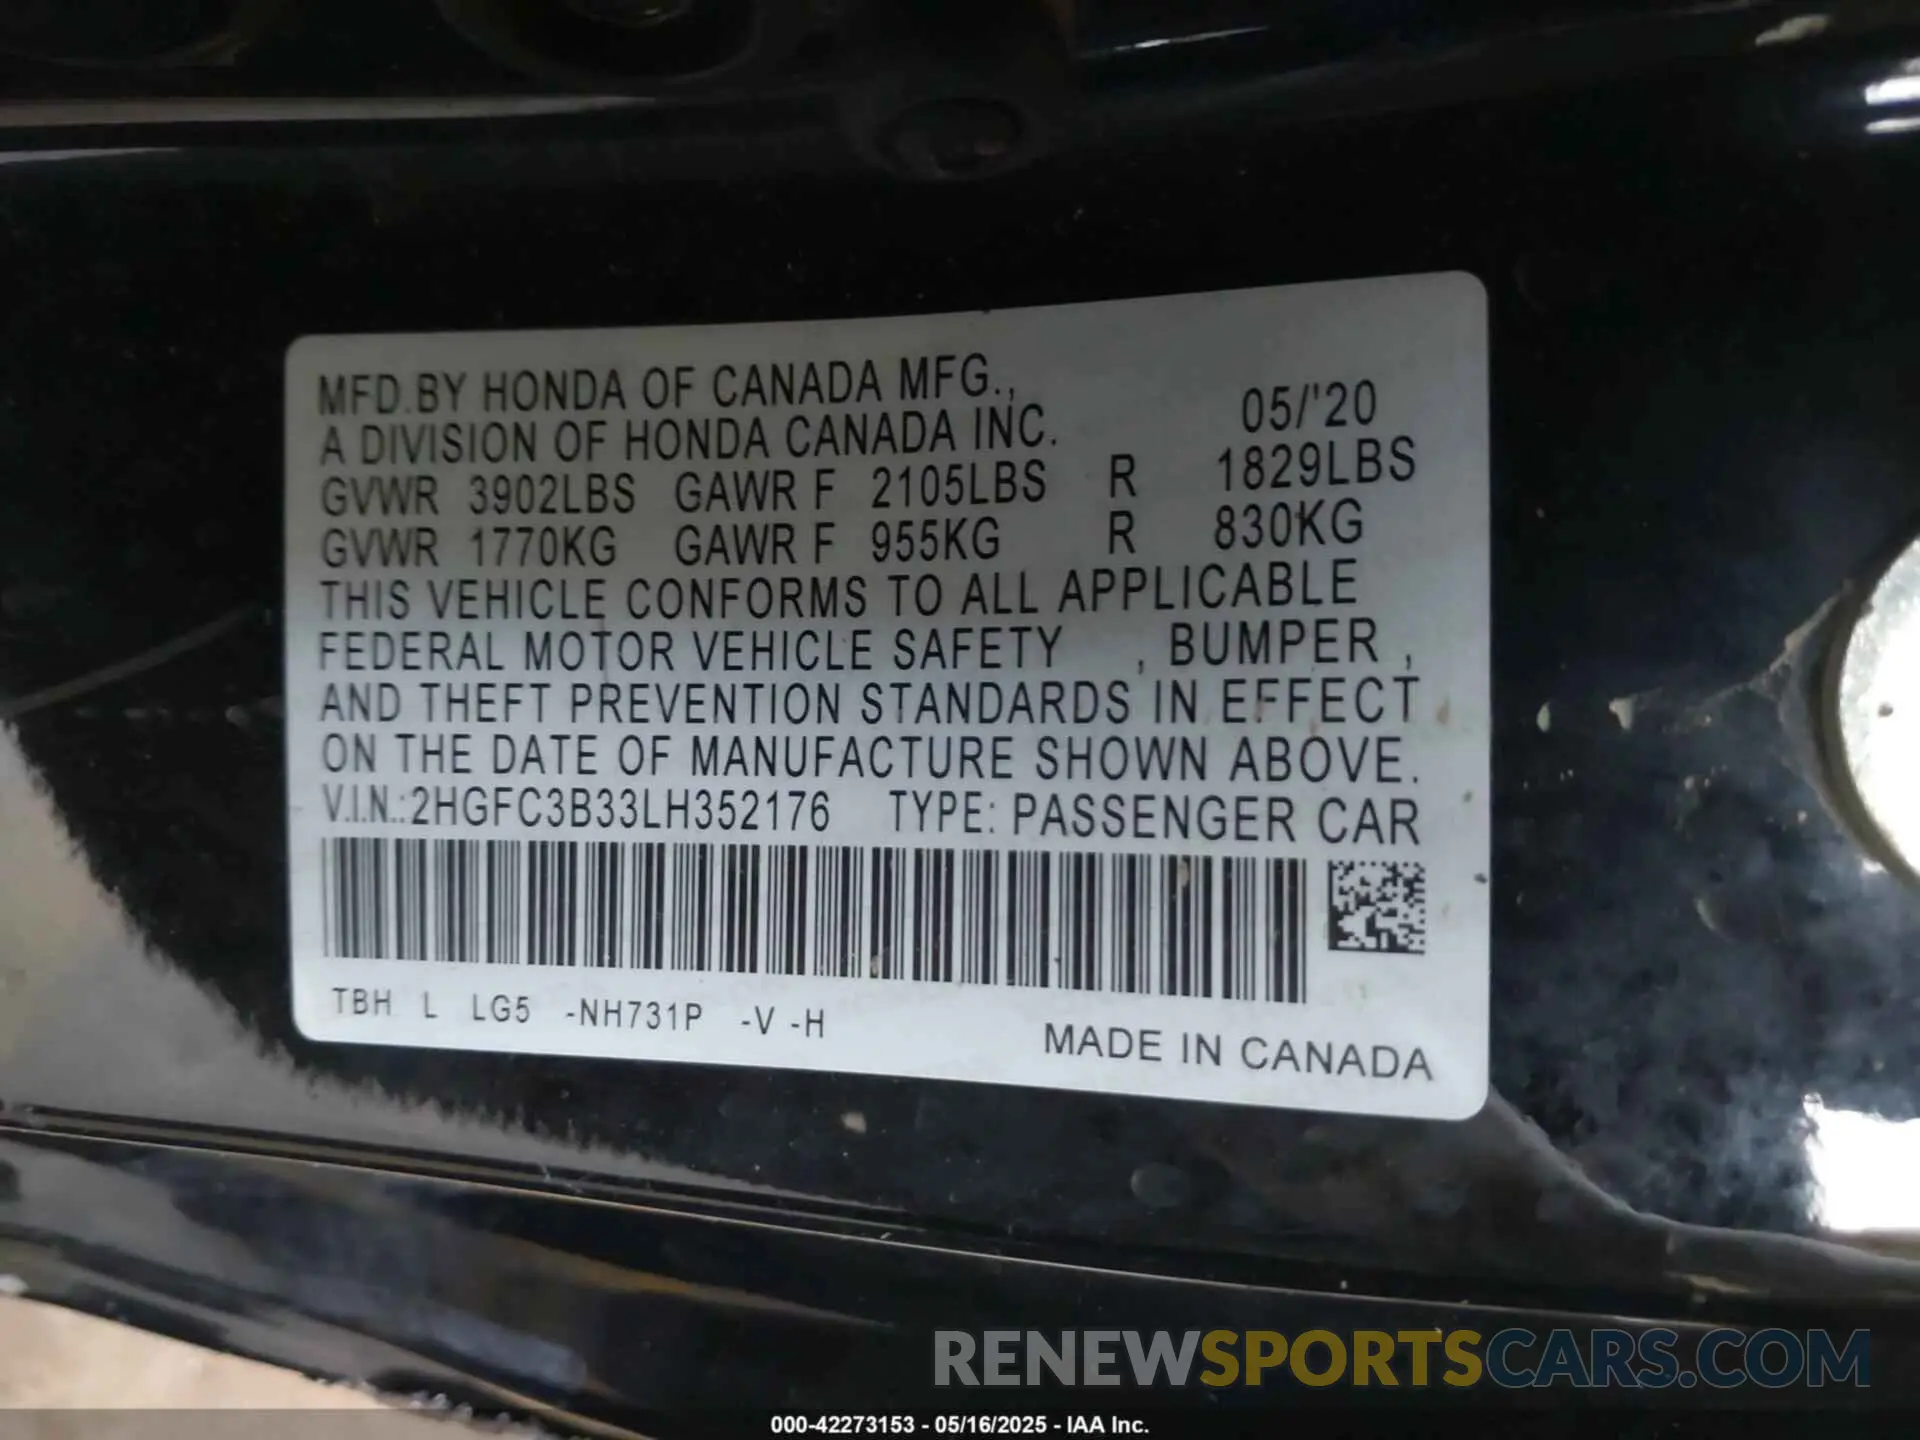 MFD.BY HONDA OF CANADA MFG.,
A DIVISION OF HONDA CANADA INC. 05/'20
GVWR 3902LBS GAWR F 2105LBS R 1829LBS
GVWR 1770KG GAWR F 955KG R 830KG
THIS VEHICLE CONFORMS TO ALL APPLICABLE
FEDERAL MOTOR VEHICLE SAFETY , BUMPER ,
AND THEFT PREVENTION STANDARDS IN EFFECT
ON THE DATE OF MANUFACTURE SHOWN ABOVE.
V.I.N.:2HGFC3B33LH352176 TYPE: PASSENGER CAR
TBH L LG5 -NH731P -V -H
MADE IN CANADA
RENEWSPORTSCARS.COM
000-42273153 - 05/16/2025 - IAA Inc.